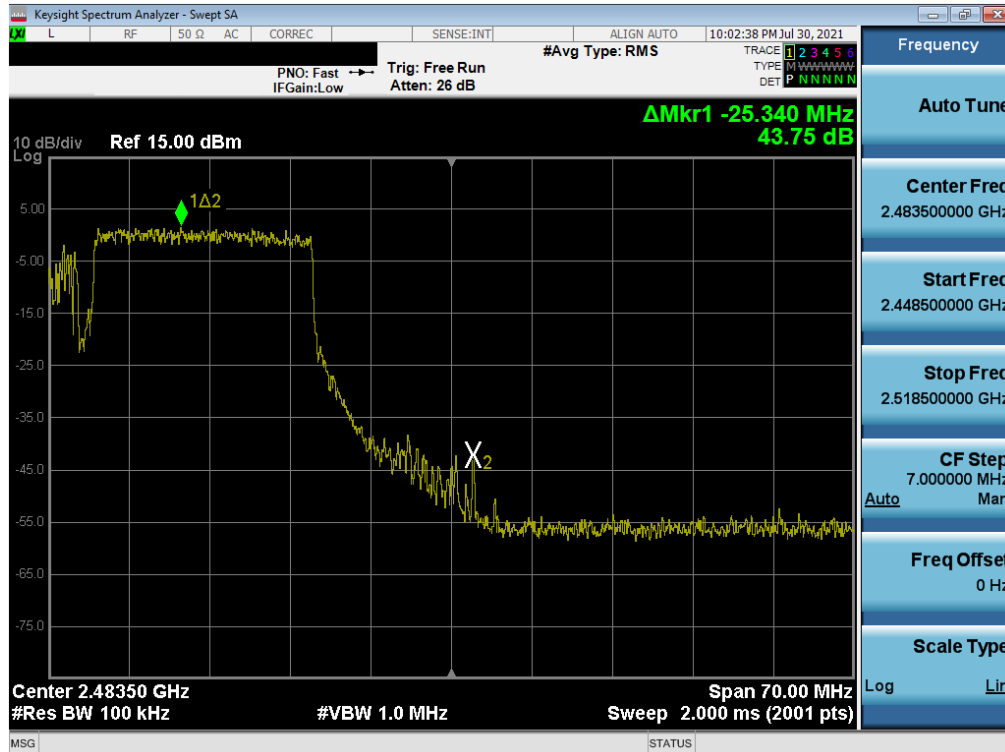 Keysight Spectrum Analyzer - Swept SA
LXI L RF 50 Ω AC CORREC SENSE:INT ALIGN AUTO 10:02:38 PM Jul 30, 2021
#Avg Type: RMS
TRACE 1 2 3 4 5 6
PNO: Fast Trig: Free Run
TYPE M WWWWW
IFGain:Low Atten: 26 dB
DET P N N N N N
ΔMkr1 -25.340 MHz
43.75 dB
10 dB/div Ref 15.00 dBm
Log
1Δ2
5.00
-5.00
-15.0
-25.0
-35.0
X2
-45.0
-55.0
-65.0
-75.0
Center 2.48350 GHz Span 70.00 MHz
#Res BW 100 kHz #VBW 1.0 MHz Sweep 2.000 ms (2001 pts)
MSG STATUS
Frequency
Auto Tune
Center Freq
2.483500000 GHz
Start Freq
2.448500000 GHz
Stop Freq
2.518500000 GHz
CF Step
7.000000 MHz
Auto Man
Freq Offset
0 Hz
Scale Type
Log Lin